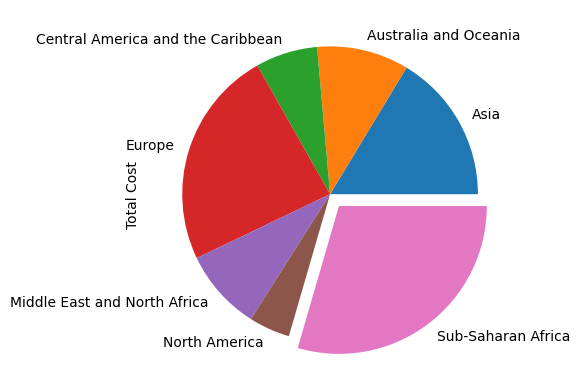 Central America and the Caribbean
Australia and Oceania
Asia
Europe
Total Cost
Middle East and North Africa
North America
Sub-Saharan Africa